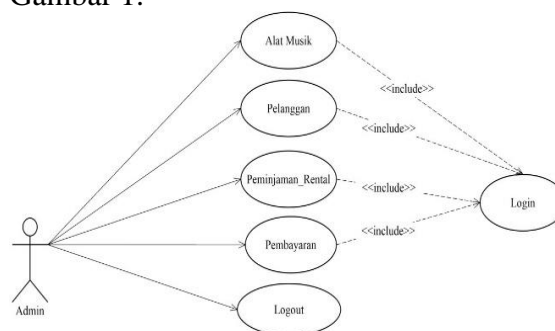 Gambar 1.
Alat Musik
<<include>>
Pelanggan
<<include>>
Peminjaman_Rental
<<include>>
Login
Pembayaran
<<include>>
Logout
Admin